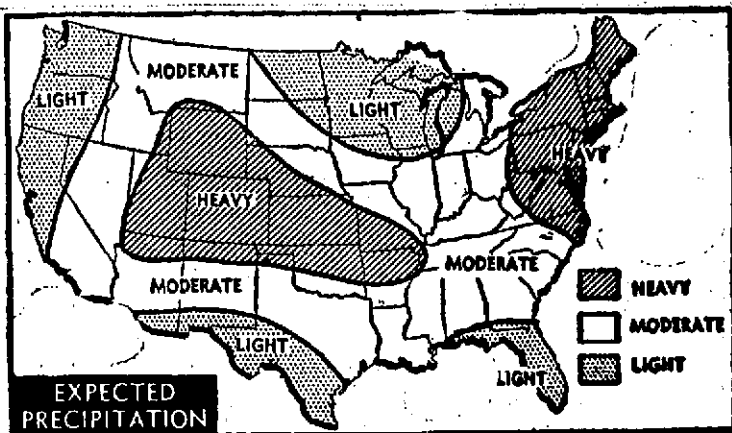 MODERATE
LIGHT
LIGHT
HEAVY
HEAVY
MODERATE
MODERATE
LIGHT
LIGHT
HEAVY
MODERATE
LIGHT
EXPECTED
PRECIPITATION